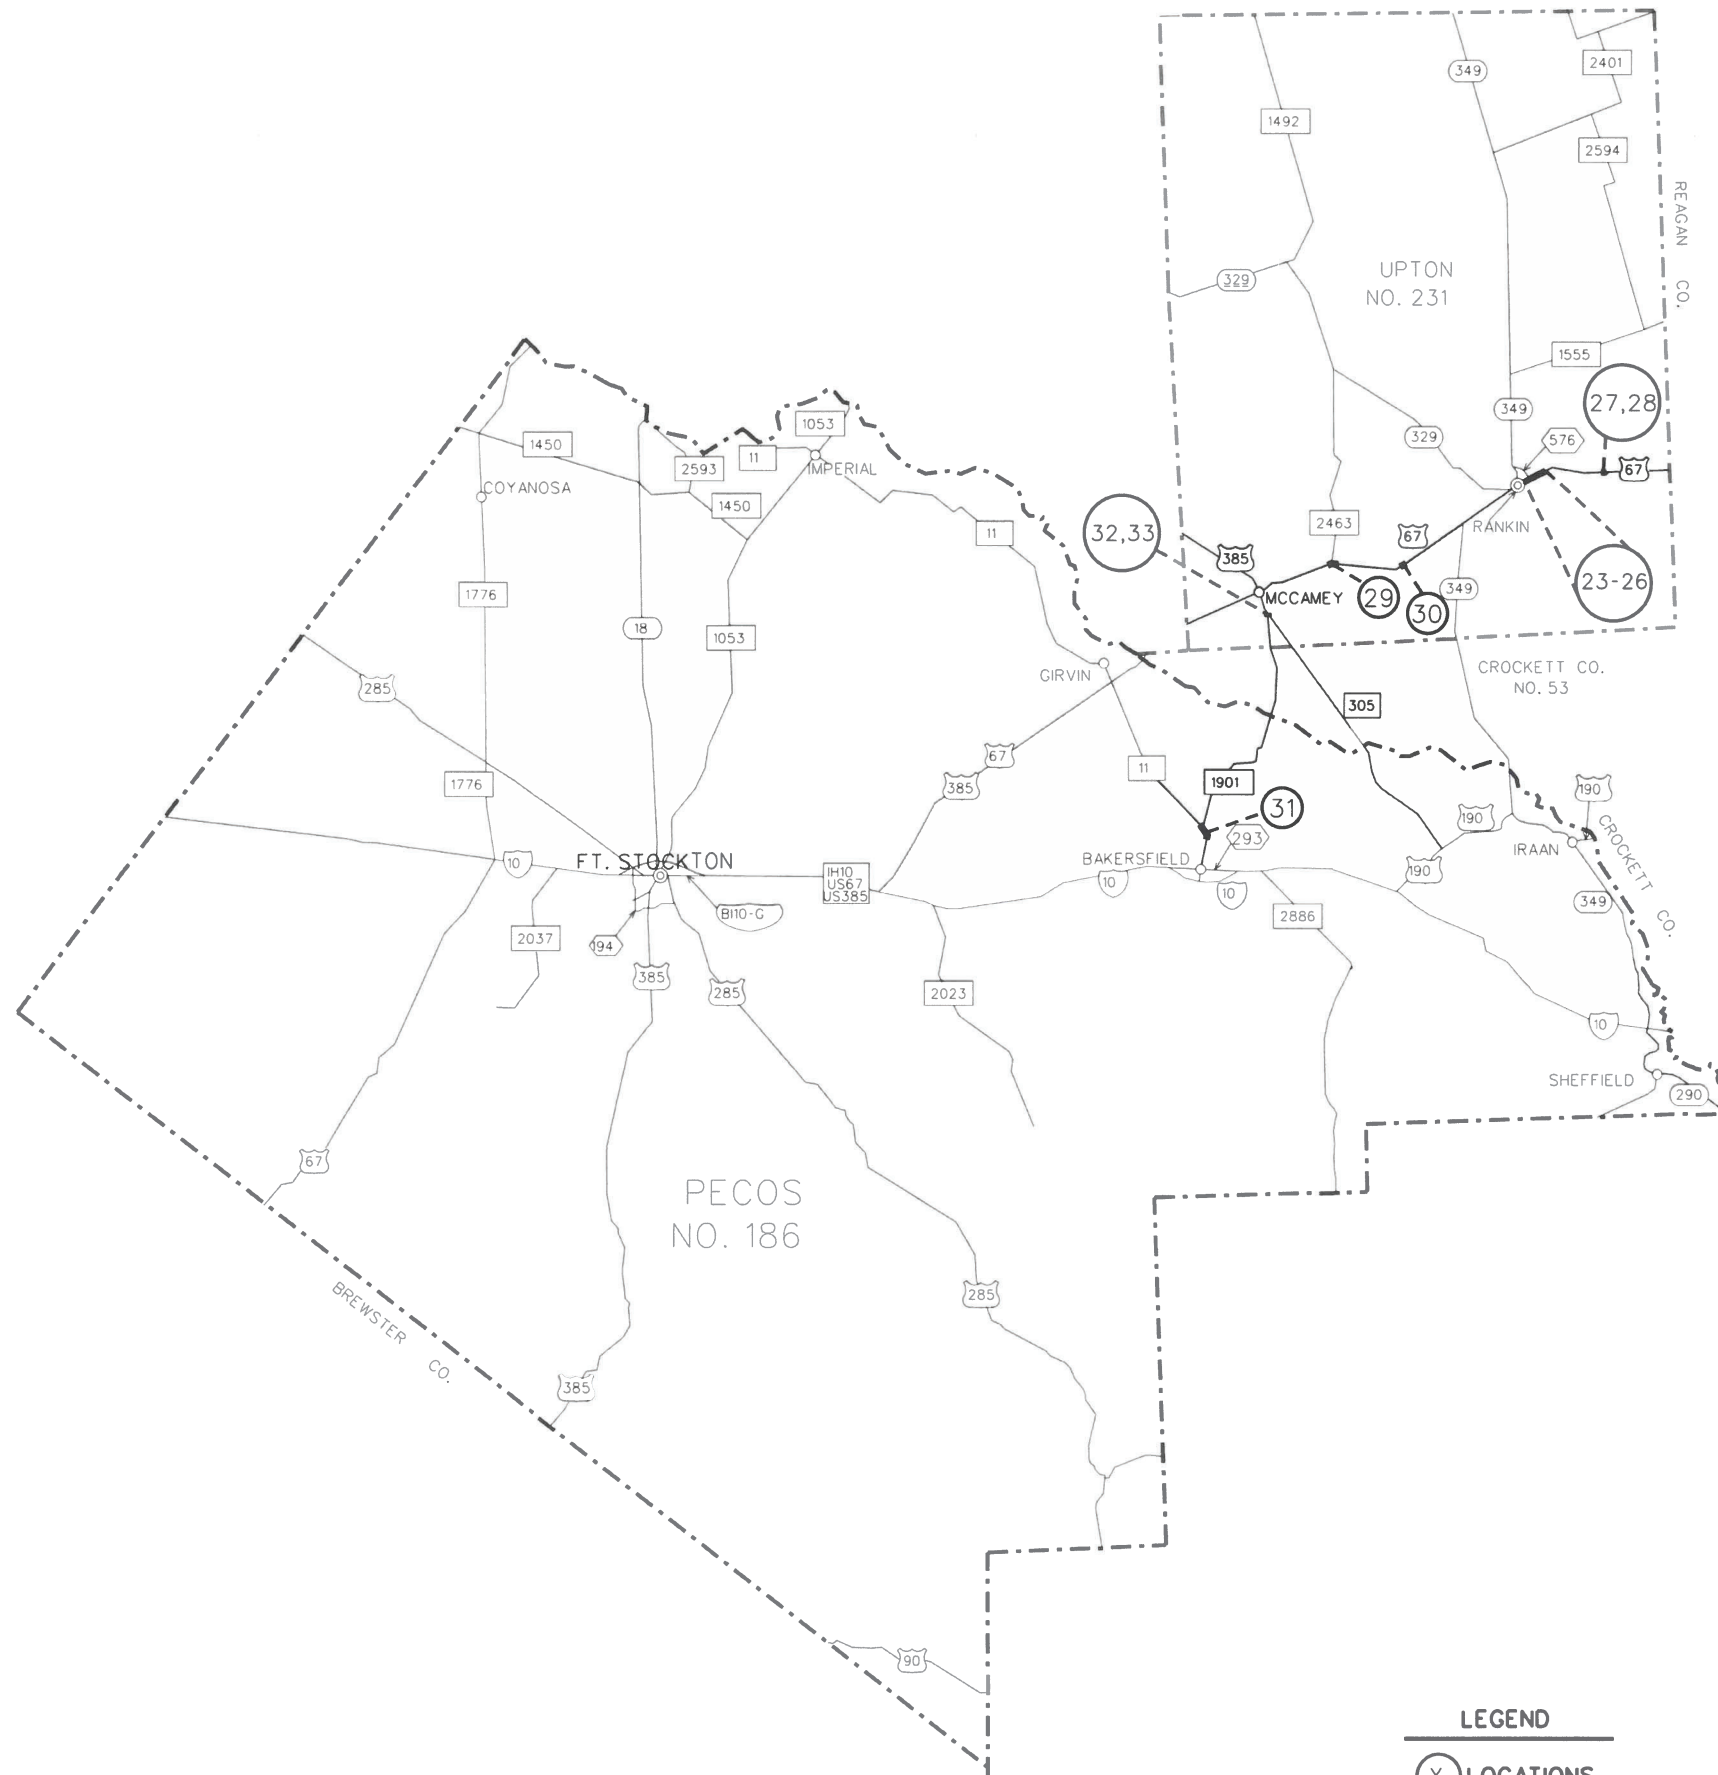 349
2401
1492
2594
REAGAN CO.
UPTON
NO. 231
329
1555
27,28
349
576
329
67
1053
1450
11
2593
IMPERIAL
COYANOSA
1450
11
32,33
2463
67
RANKIN
385
MCCAMEY
29
30
349
23-26
1776
18
1053
GIRVIN
CROCKETT CO.
NO. 53
285
305
67
385
11
1901
1776
31
293
190
190
CROCKETT CO.
IRAAN
BAKERSFIELD
190
10
FT. STOCKTON
IH10
US67
US385
10
10
349
BI10-G
2886
2037
194
385
285
2023
10
SHEFFIELD
290
67
PECOS
NO. 186
285
BREWSTER CO.
385
90
LEGEND
X LOCATIONS